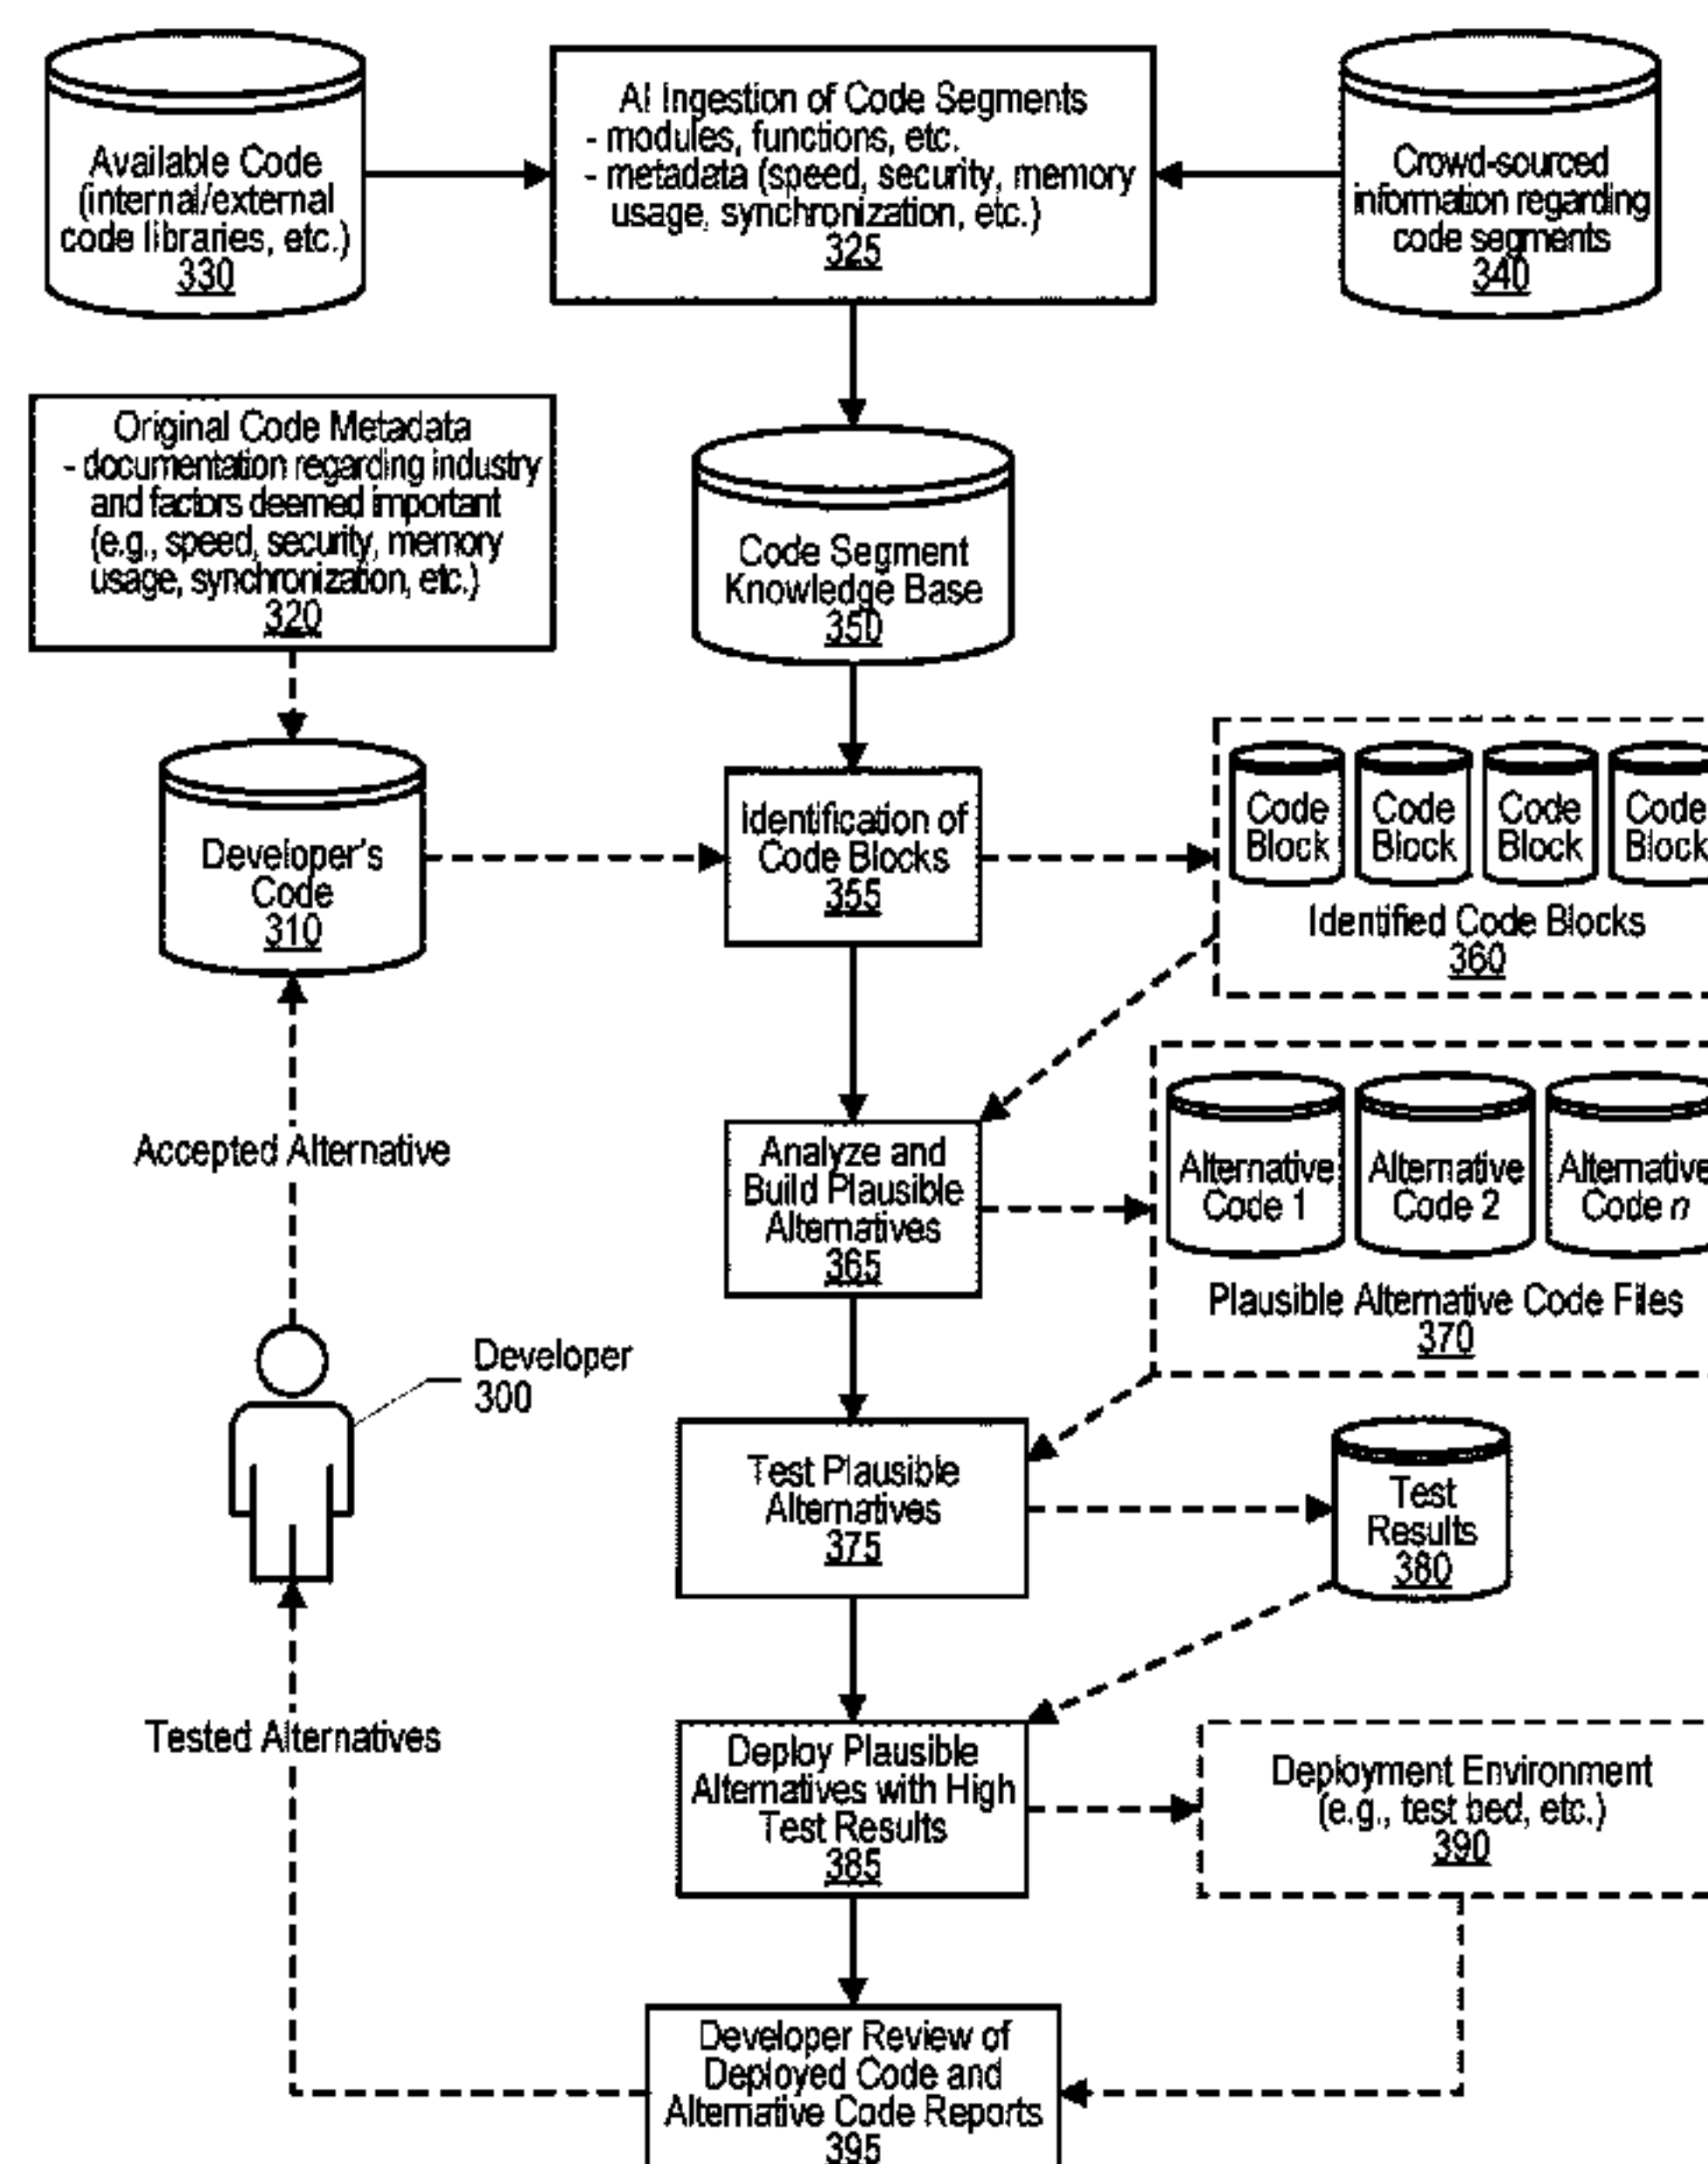 Available Code
(internal/external
code libraries, etc.)
330
AI Ingestion of Code Segments
- modules, functions, etc.
- metadata (speed, security, memory
usage, synchronization, etc.)
325
Crowd-sourced
information regarding
code segments
340
Original Code Metadata
- documentation regarding industry
and factors deemed important
(e.g., speed, security, memory
usage, synchronization, etc.)
320
Code Segment
Knowledge Base
350
Developer's
Code
310
Identification of
Code Blocks
355
Code
Block
Code
Block
Code
Block
Code
Block
Identified Code Blocks
360
Accepted Alternative
Analyze and
Build Plausible
Alternatives
365
Alternative
Code 1
Alternative
Code 2
Alternative
Code n
Plausible Alternative Code Files
370
Developer
300
Test Plausible
Alternatives
375
Test
Results
380
Tested Alternatives
Deploy Plausible
Alternatives with High
Test Results
385
Deployment Environment
(e.g., test bed, etc.)
390
Developer Review of
Deployed Code and
Alternative Code Reports
395